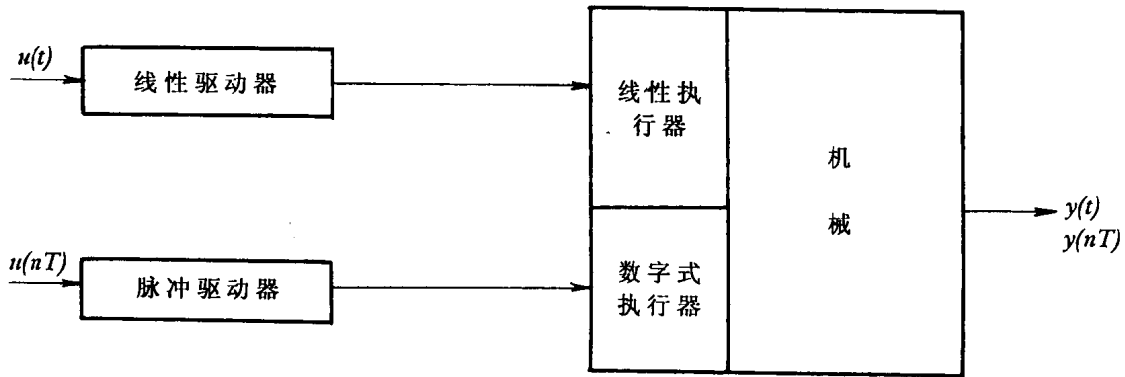 u(t)
线性驱动器
线性执
行器
机
械
y(t)
y(nT)
u(nT)
脉冲驱动器
数字式
执行器